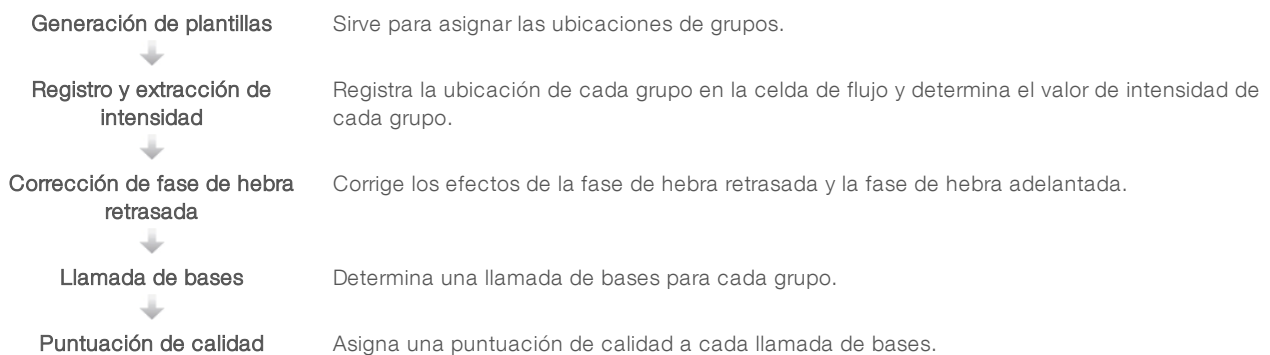 Generación de plantillas
Sirve para asignar las ubicaciones de grupos.
Registro y extracción de
intensidad
Registra la ubicación de cada grupo en la celda de flujo y determina el valor de intensidad de
cada grupo.
Corrección de fase de hebra
retrasada
Corrige los efectos de la fase de hebra retrasada y la fase de hebra adelantada.
Llamada de bases
Determina una llamada de bases para cada grupo.
Puntuación de calidad
Asigna una puntuación de calidad a cada llamada de bases.